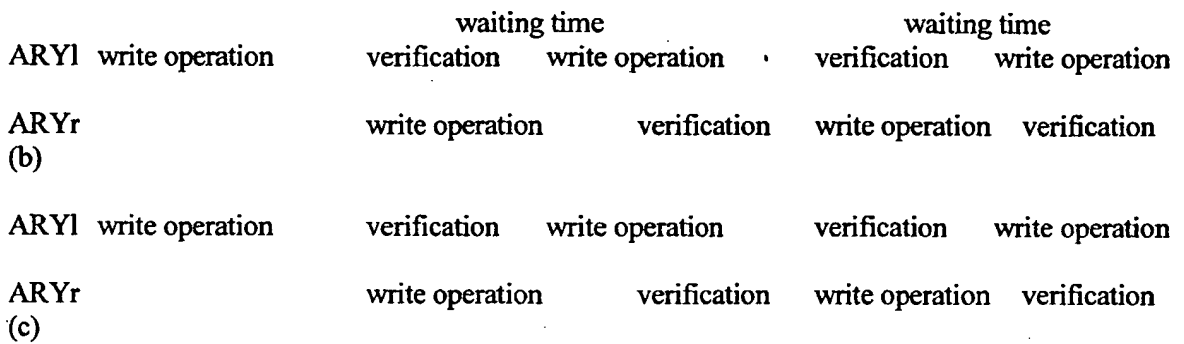 waiting time waiting time
ARYl write operation verification write operation verification write operation
ARYr write operation verification write operation verification
(b)
ARYl write operation verification write operation verification write operation
ARYr write operation verification write operation verification
(c)